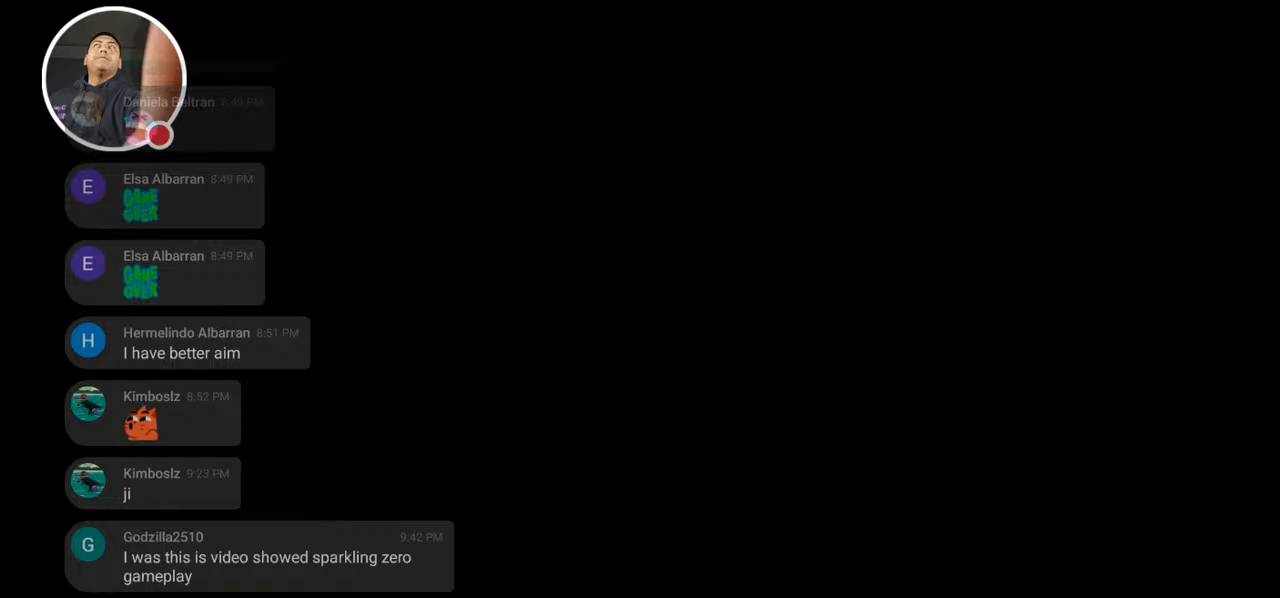 Daniela Beltran 8:49 PM
E
Elsa Albarran 8:49 PM
GAME
OVER
E
Elsa Albarran 8:49 PM
GAME
OVER
H
Hermelindo Albarran 8:51 PM
I have better aim
Kimboslz 8:52 PM
Kimboslz 9:23 PM
ji
G
Godzilla2510 9:42 PM
I was this is video showed sparkling zero
gameplay